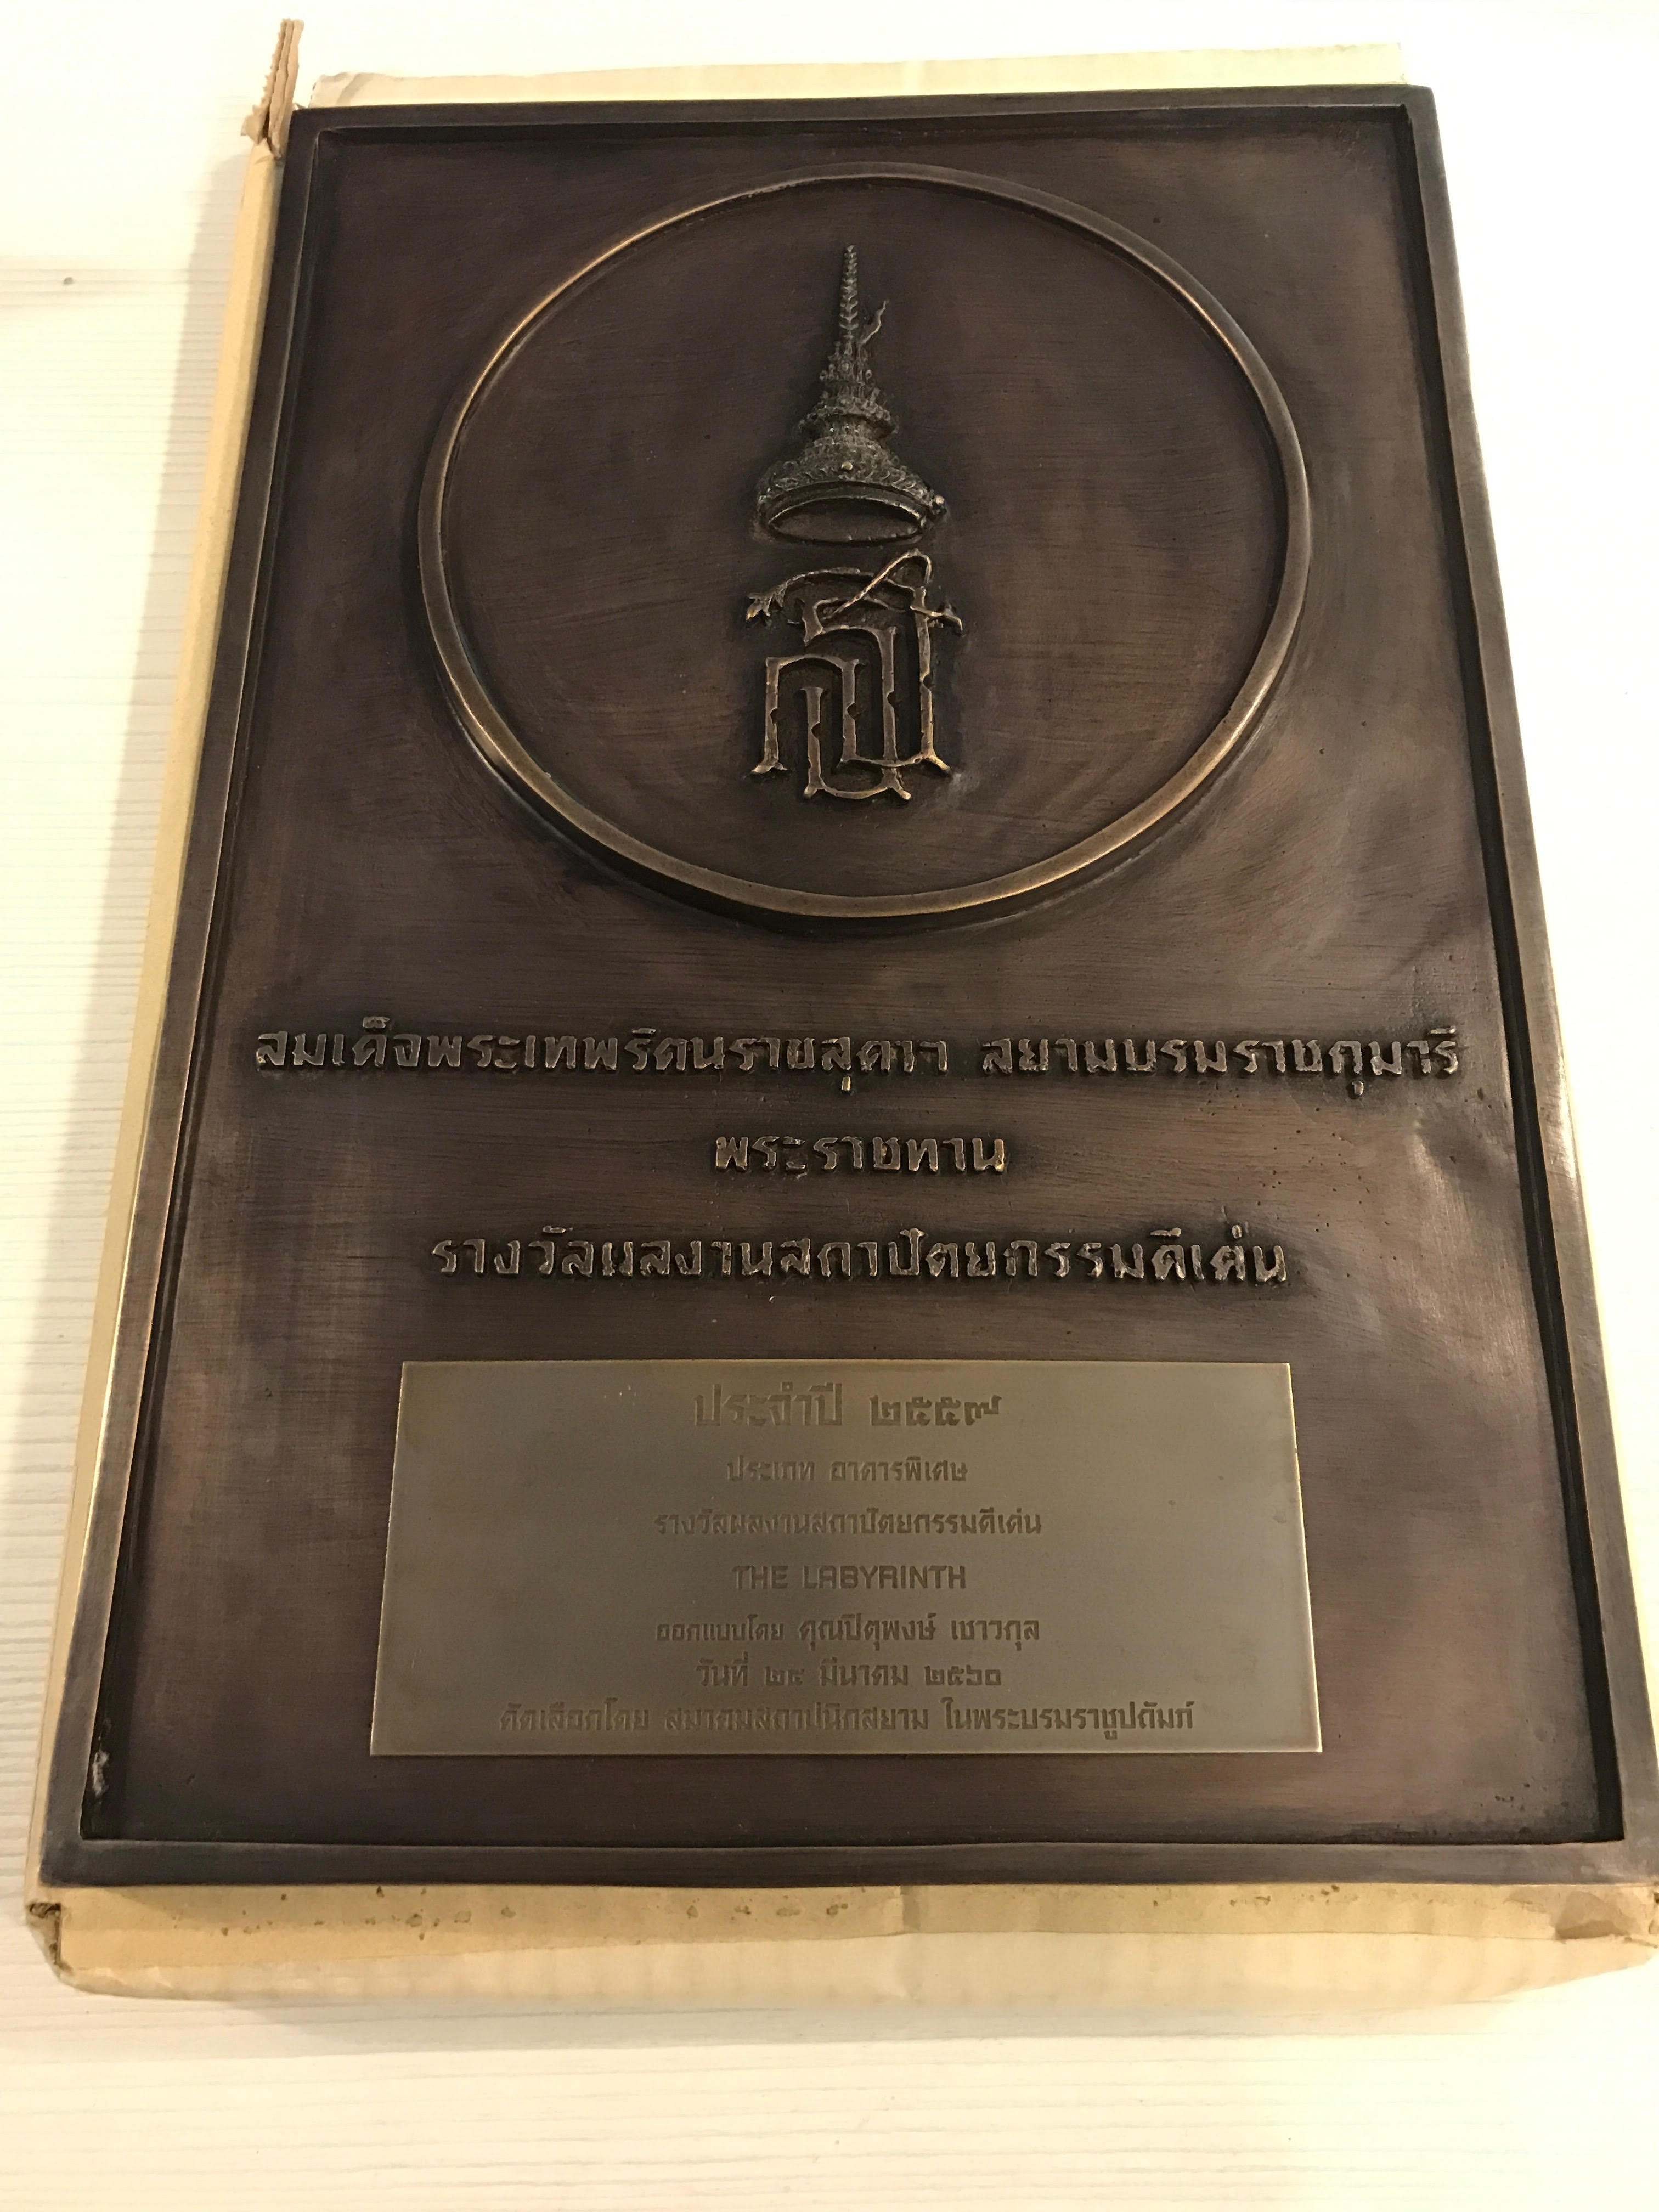 สมเด็จพระเทพรัตนราชสุดาฯ สยามบรมราชกุมารี
พระราชทาน
รางวัลผลงานสถาปัตยกรรมดีเด่น
ประจำปี ๒๕๕๗
ประเภท อาคารพิเศษ
รางวัลผลงานสถาปัตยกรรมดีเด่น
THE LABYRINTH
ออกแบบโดย คุณปิตุพงษ์ เชาวกุล
วันที่ ๒๔ มีนาคม ๒๕๖๐
คัดเลือกโดย สมาคมสถาปนิกสยาม ในพระบรมราชูปถัมภ์